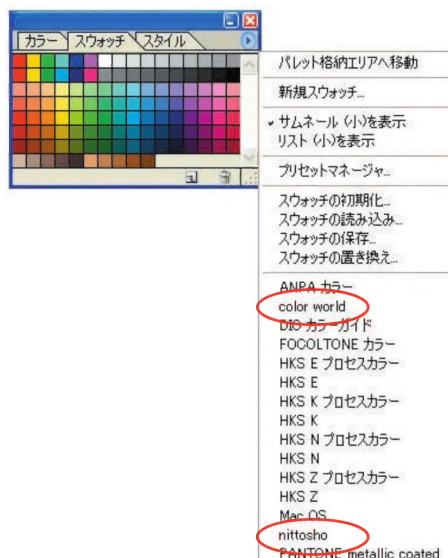 カラー スウォッチ スタイル
パレット格納エリアへ移動
新規スウォッチ...
✓ サムネール (小)を表示
リスト (小)を表示
プリセットマネージャ...
スウォッチの初期化...
スウォッチの読み込み...
スウォッチの保存...
スウォッチの置き換え...
ANPA カラー
color world
DIC カラーガイド
FOCOLTONE カラー
HKS E プロセスカラー
HKS E
HKS K プロセスカラー
HKS K
HKS N プロセスカラー
HKS N
HKS Z プロセスカラー
HKS Z
Mac OS
nittosho
PANTONE metallic coated